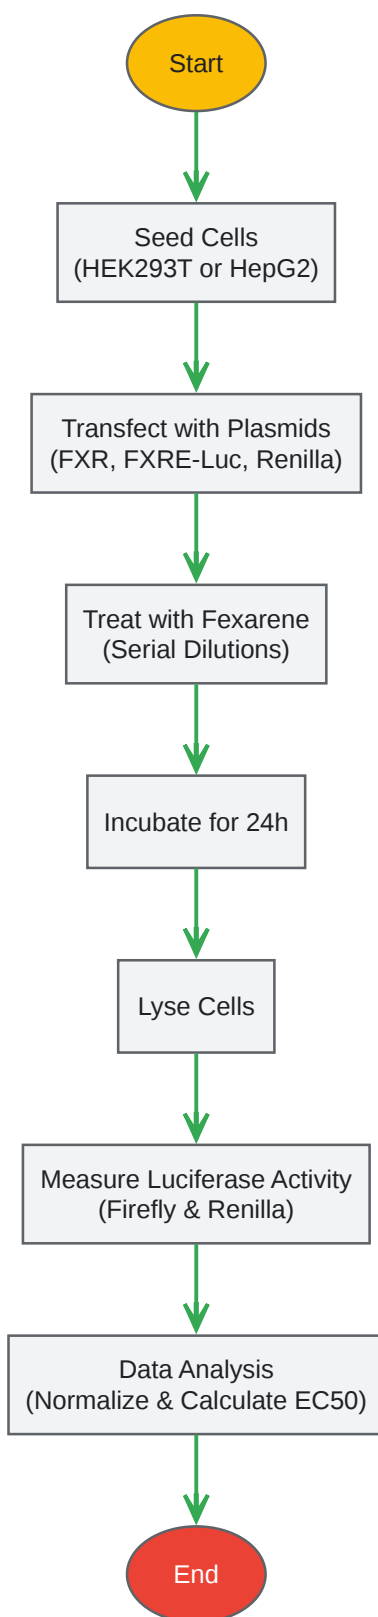 Start
Seed Cells
(HEK293T or HepG2)
Transfect with Plasmids
(FXR, FXRE-Luc, Renilla)
Treat with Fexarene
(Serial Dilutions)
Incubate for 24h
Lyse Cells
Measure Luciferase Activity
(Firefly & Renilla)
Data Analysis
(Normalize & Calculate EC50)
End